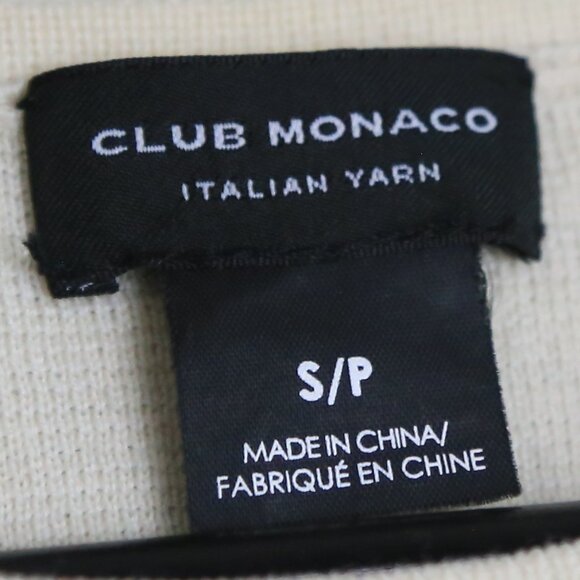 CLUB MONACO
ITALIAN YARN
S/P
MADE IN CHINA/
FABRIQUÉ EN CHINE